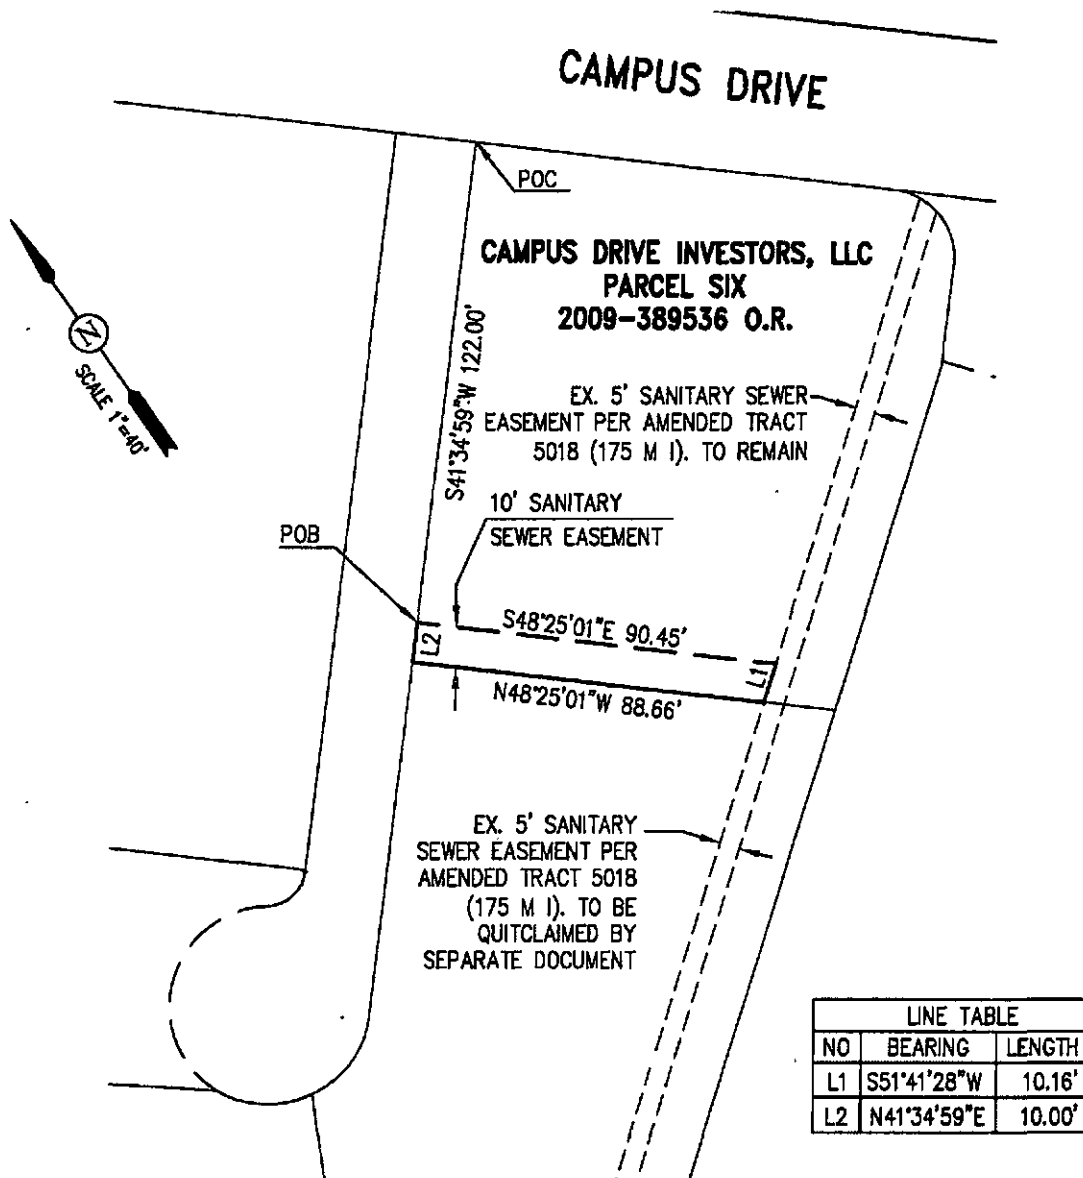 CAMPUS DRIVE
POC
CAMPUS DRIVE INVESTORS, LLC
PARCEL SIX
2009-389536 O.R.
N
SCALE 1"=40'
S41°34'59"W 122.00'
EX. 5' SANITARY SEWER
EASEMENT PER AMENDED TRACT
5018 (175 M I). TO REMAIN
10' SANITARY
SEWER EASEMENT
POB
S48°25'01"E 90.45'
L2
L1
N48°25'01"W 88.66'
EX. 5' SANITARY
SEWER EASEMENT PER
AMENDED TRACT 5018
(175 M I). TO BE
QUITCLAIMED BY
SEPARATE DOCUMENT
LINE TABLE
NO BEARING LENGTH
L1 S51°41'28"W 10.16'
L2 N41°34'59"E 10.00'